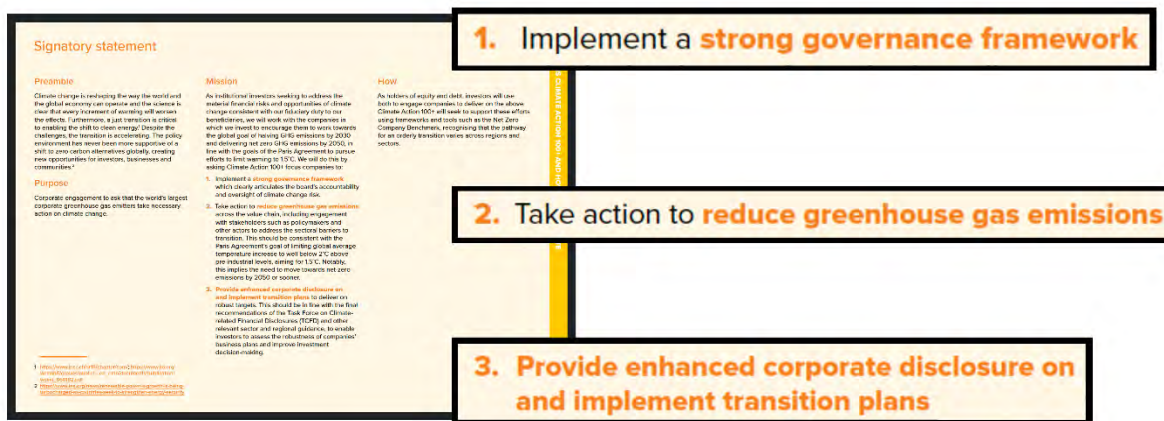 Signatory statement
Preamble
Climate change is reshaping the way the world and
the global economy can operate and the science is
clear that every increment of warming will worsen
the effects. Furthermore, a just transition is critical
to enabling the shift to clean energy.¹ Despite the
challenges, the transition is accelerating. The policy
environment has never been more supportive of a
shift to zero carbon alternatives globally, creating
new opportunities for investors, businesses and
communities.²
Purpose
Corporate engagement to ask that the world's largest
corporate greenhouse gas emitters take necessary
action on climate change.
Mission
As institutional investors seeking to address the
material financial risks and opportunities of climate
change consistent with our fiduciary duty to our
beneficiaries, we will work with the companies in
which we invest to encourage them to work towards
the global goal of halving GHG emissions by 2030
and delivering net zero GHG emissions by 2050, in
line with the goals of the Paris Agreement to pursue
efforts to limit warming to 1.5°C. We will do this by
asking Climate Action 100+ focus companies to:
1. Implement a strong governance framework
which clearly articulates the board's accountability
and oversight of climate change risk.
2. Take action to reduce greenhouse gas emissions
across the value chain, including engagement
with stakeholders such as policymakers and
other actors to address the sectoral barriers to
transition. This should be consistent with the
Paris Agreement's goal of limiting global average
temperature increase to well below 2°C above
pre-industrial levels, aiming for 1.5°C. Notably,
this implies the need to move towards net zero
emissions by 2050 or sooner.
3. Provide enhanced corporate disclosure on
and implement transition plans to deliver on
robust targets. This should be in line with the final
recommendations of the Task Force on Climate-
related Financial Disclosures (TCFD) and other
relevant sector and regional guidance, to enable
investors to assess the robustness of companies'
business plans and improve investment
decision-making.
How
As holders of equity and debt, investors will use
both to engage companies to deliver on the above.
Climate Action 100+ will seek to support these efforts
using frameworks and tools such as the Net Zero
Company Benchmark, recognising that the pathway
for an orderly transition varies across regions and
sectors.
CLIMATE ACTION 100+ AND
1
2
1. Implement a strong governance framework
2. Take action to reduce greenhouse gas emissions
3. Provide enhanced corporate disclosure on
and implement transition plans